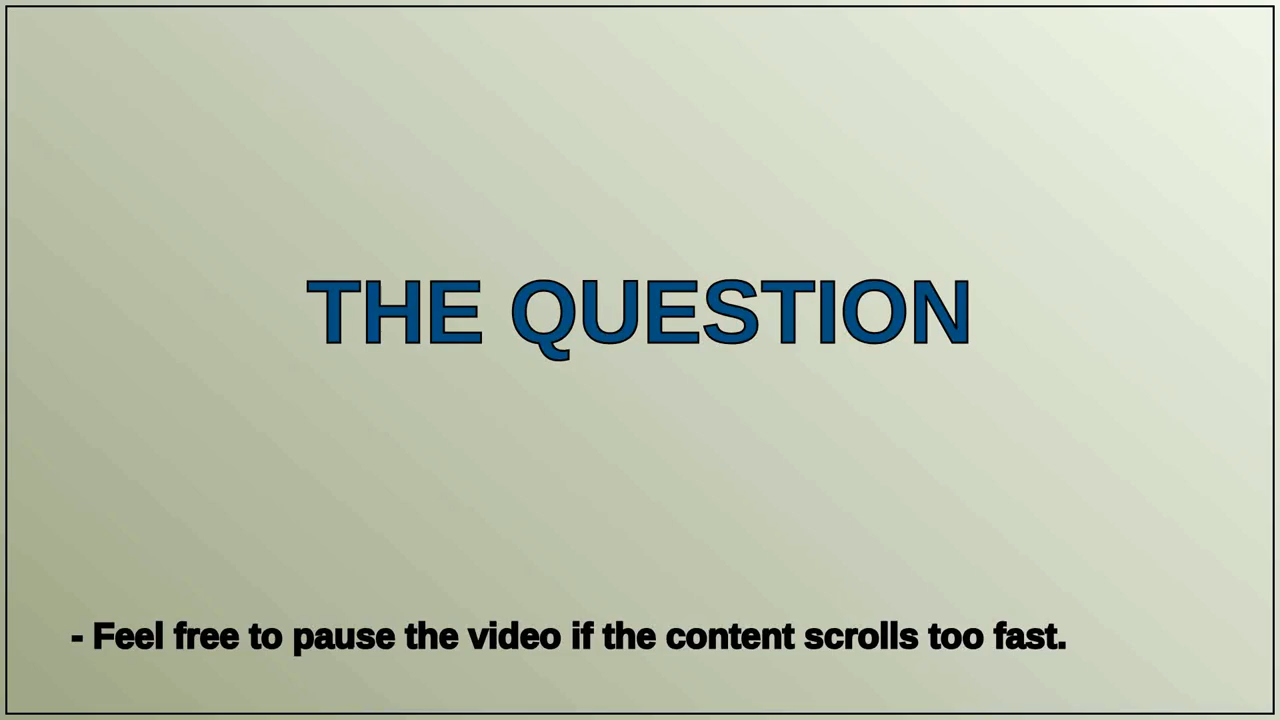 THE QUESTION
- Feel free to pause the video if the content scrolls too fast.